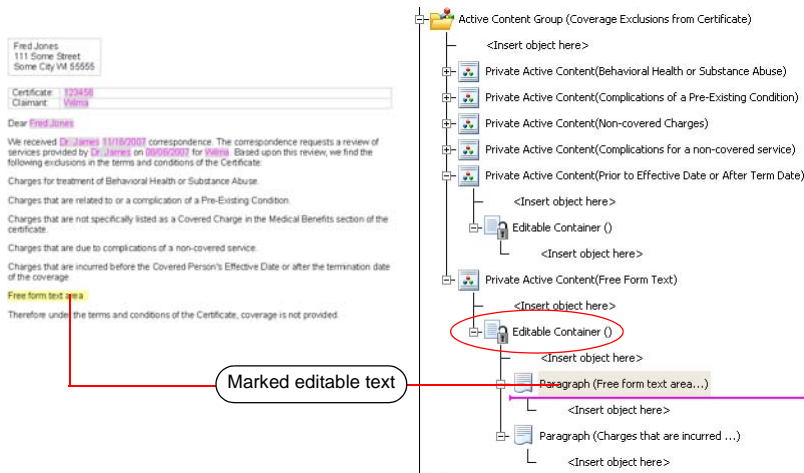 Fred Jones
111 Some Street
Some City WI 55555
Certificate: 123456
Claimant: Wilma
Dear Fred Jones
We received Dr. James 11/16/2007 correspondence. The correspondence requests a review of
services provided by Dr. James on 08/06/2007 for Wilma. Based upon this review, we find the
following exclusions in the terms and conditions of the Certificate:
Charges for treatment of Behavioral Health or Substance Abuse.
Charges that are related to or a complication of a Pre-Existing Condition.
Charges that are not specifically listed as a Covered Charge in the Medical Benefits section of the
certificate.
Charges that are due to complications of a non-covered service.
Charges that are incurred before the Covered Person's Effective Date or after the termination date
of the coverage
Free form text area
Therefore under the terms and conditions of the Certificate, coverage is not provided.
Marked editable text
Active Content Group (Coverage Exclusions from Certificate)
<Insert object here>
Private Active Content(Behavioral Health or Substance Abuse)
Private Active Content(Complications of a Pre-Existing Condition)
Private Active Content(Non-covered Charges)
Private Active Content(Complications for a non-covered service)
Private Active Content(Prior to Effective Date or After Term Date)
<Insert object here>
Editable Container ()
<Insert object here>
Private Active Content(Free Form Text)
<Insert object here>
Editable Container ()
<Insert object here>
Paragraph (Free form text area...)
<Insert object here>
Paragraph (Charges that are incurred ...)
<Insert object here>